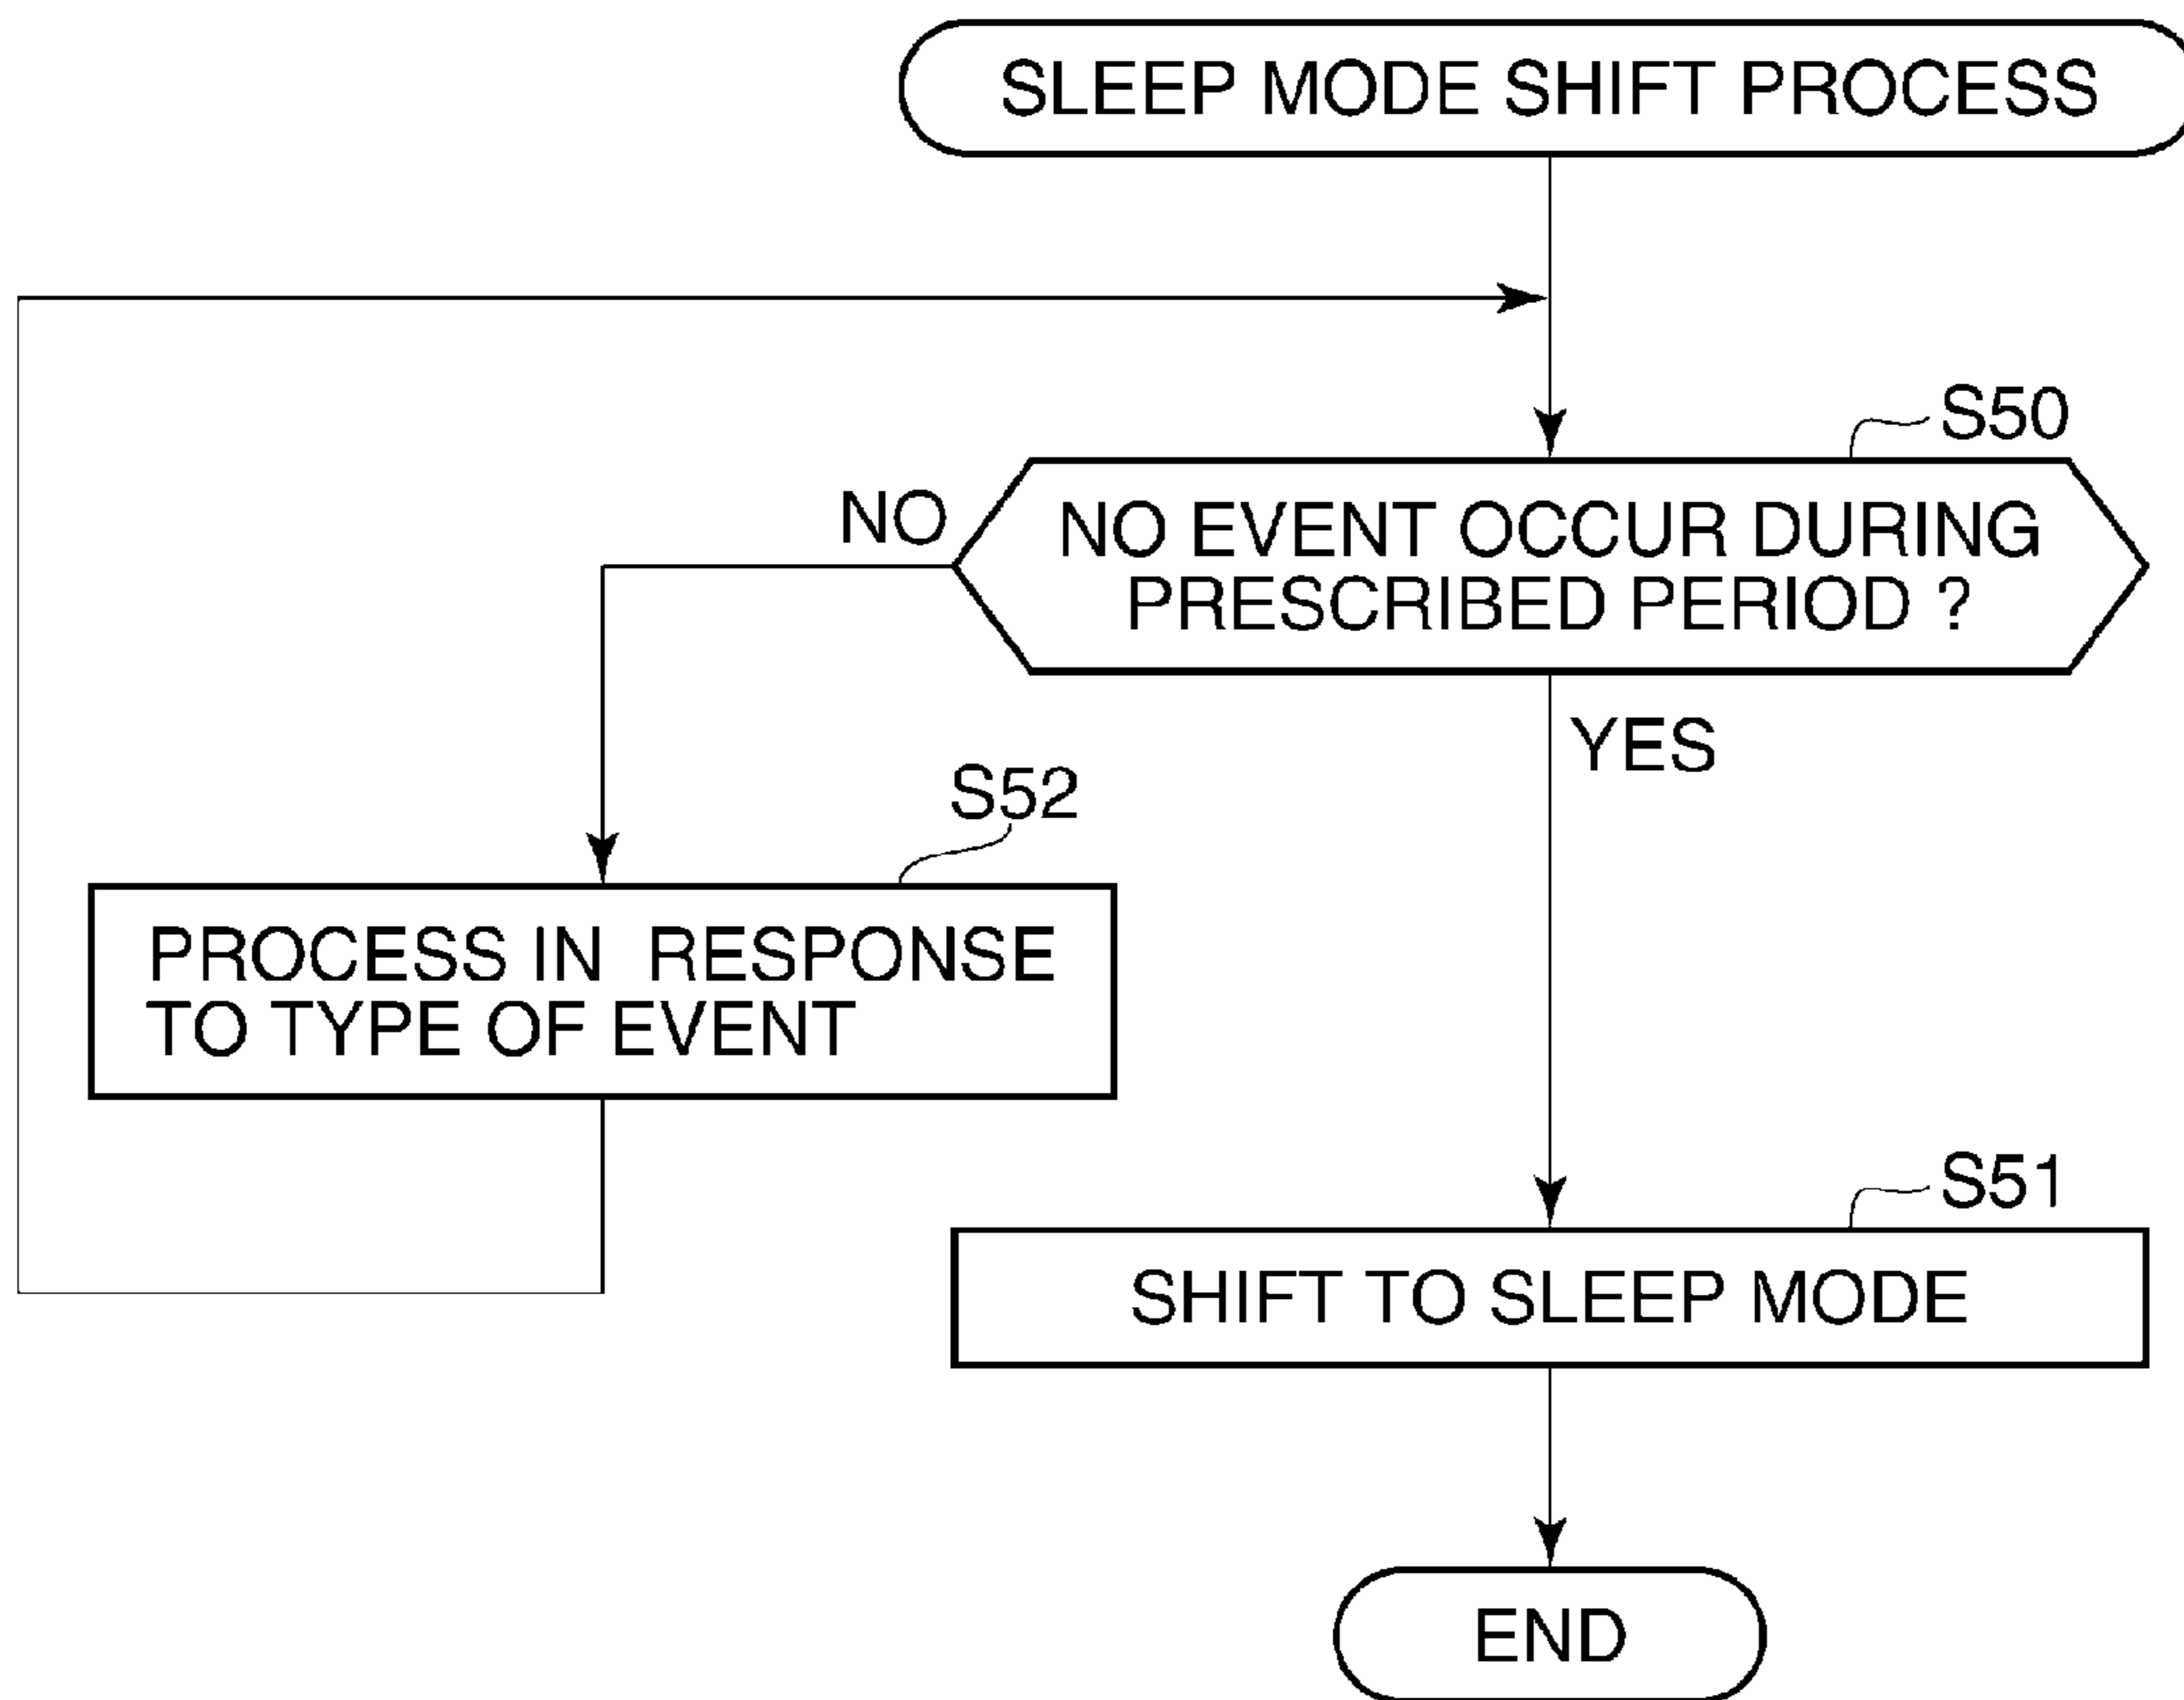 SLEEP MODE SHIFT PROCESS
S50
NO
NO EVENT OCCUR DURING
PRESCRIBED PERIOD ?
YES
S52
PROCESS IN RESPONSE
TO TYPE OF EVENT
S51
SHIFT TO SLEEP MODE
END